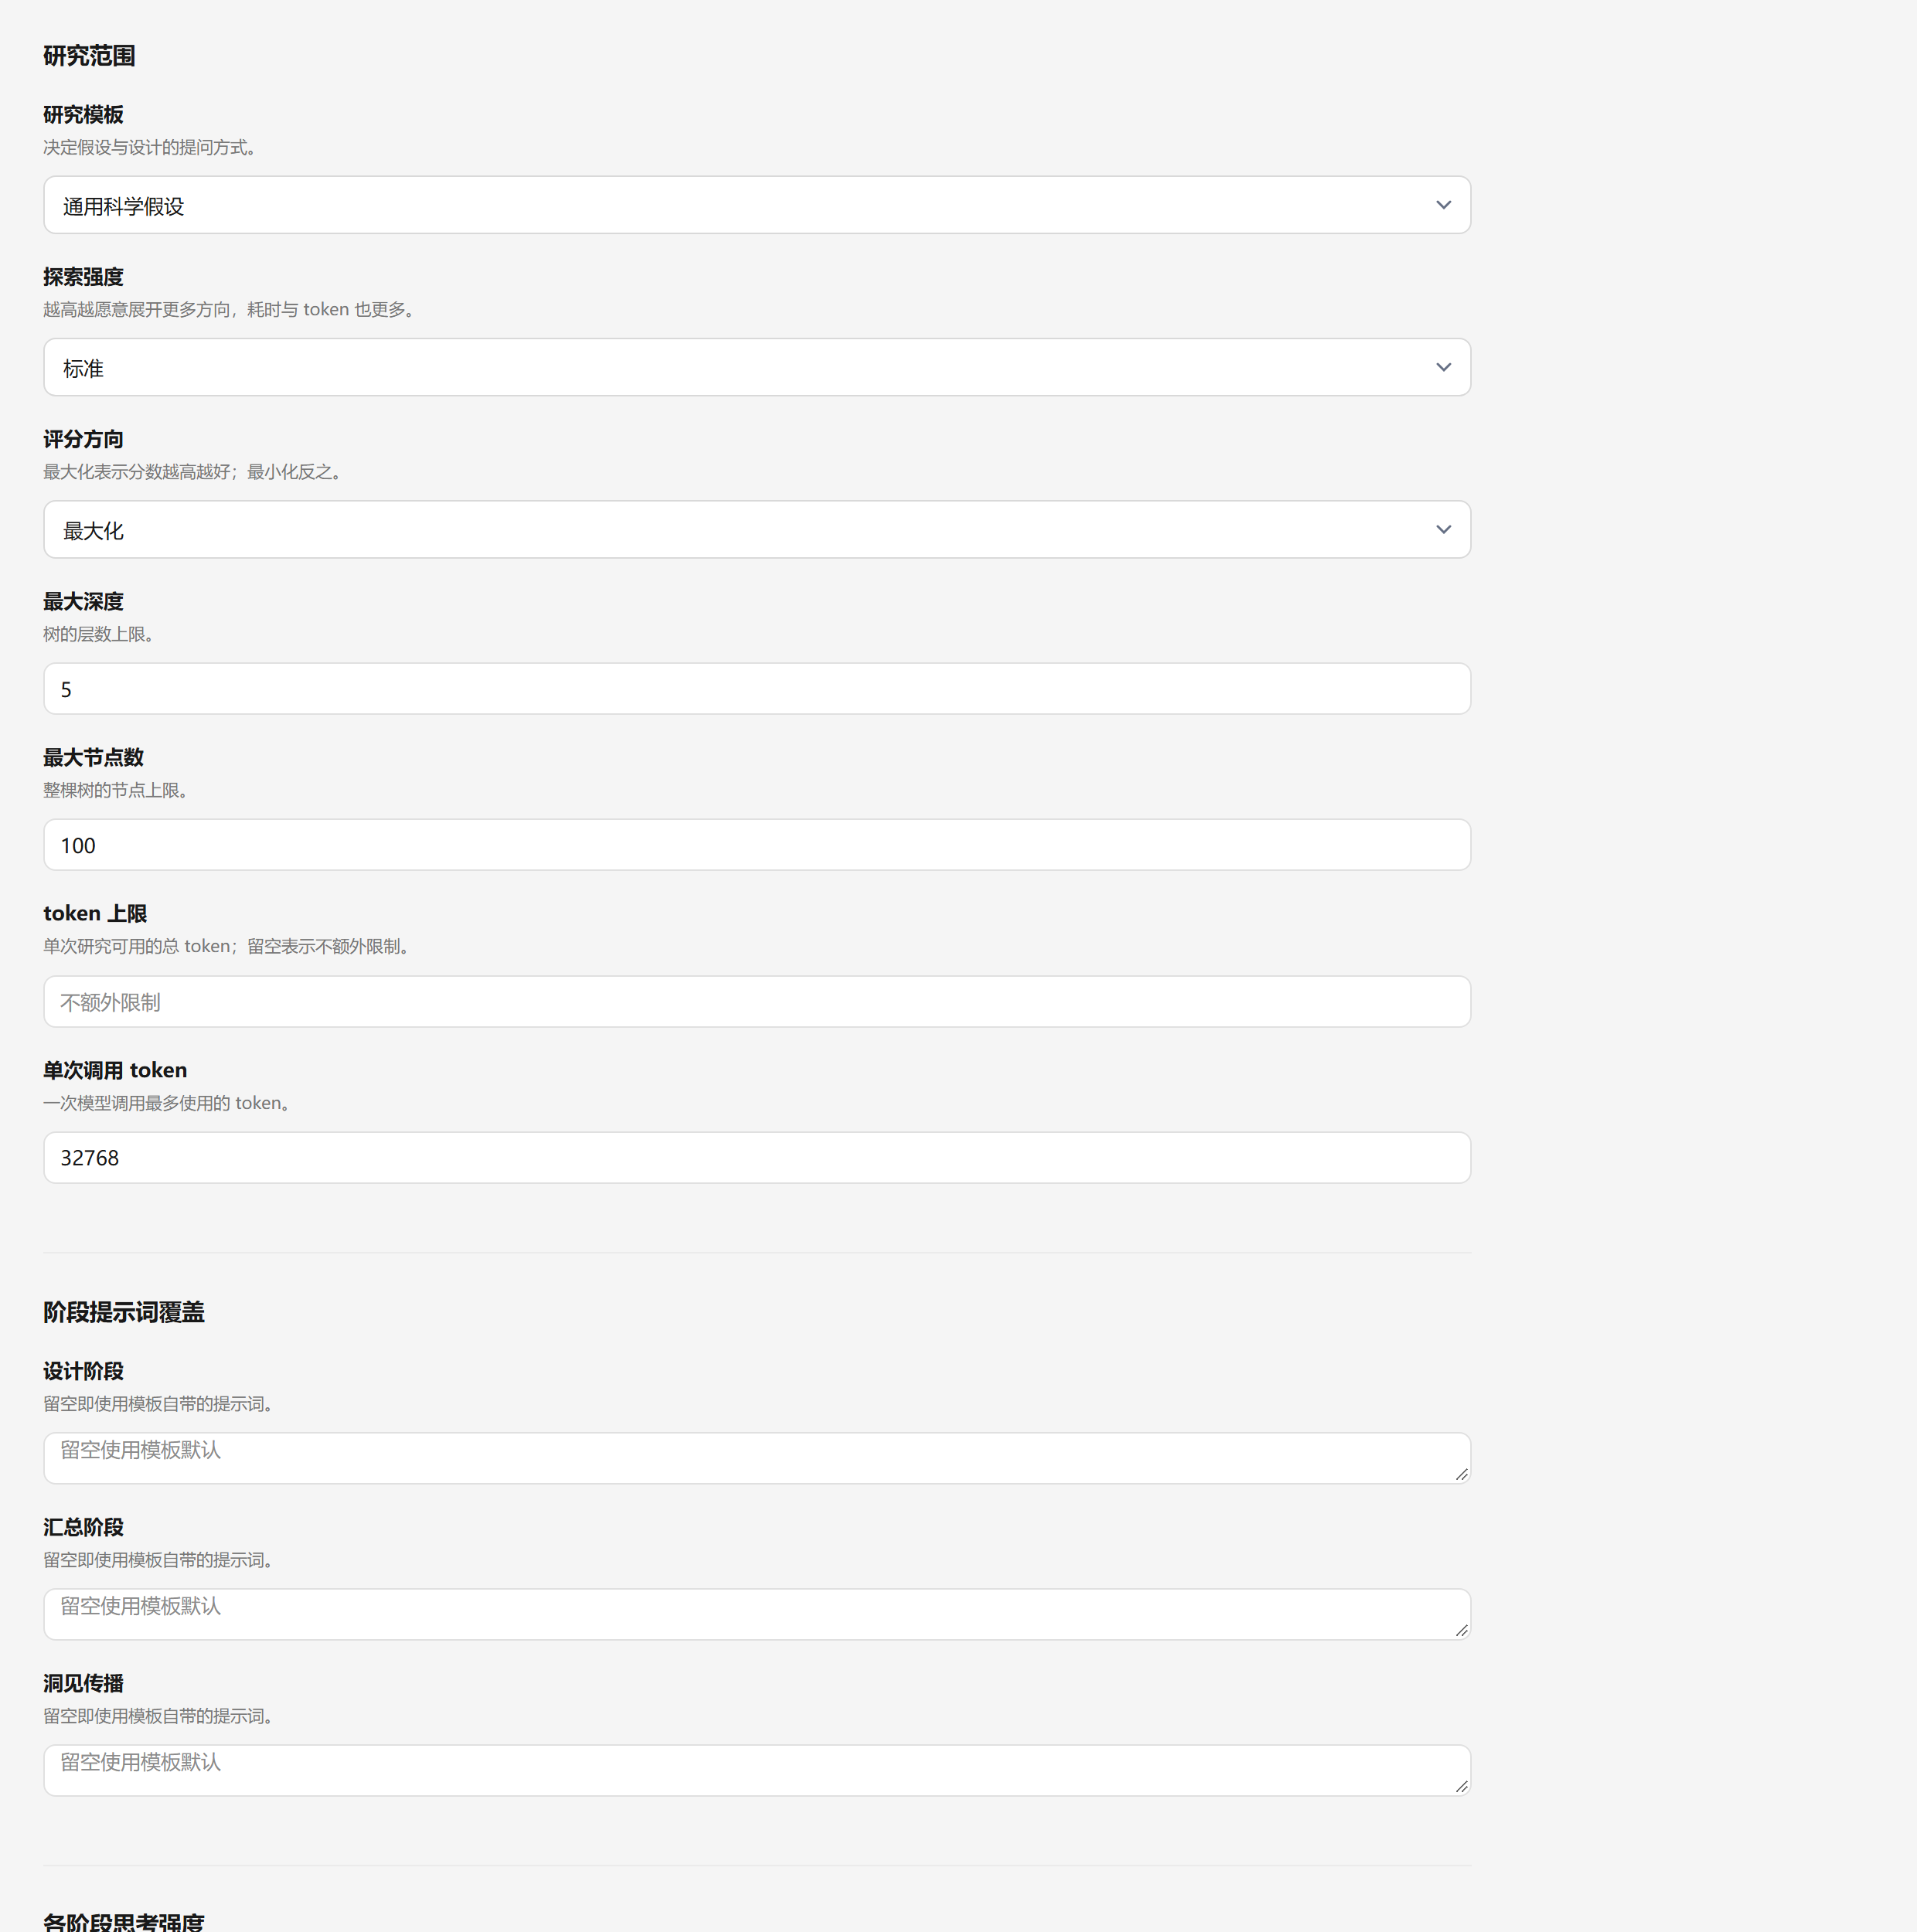 研究范围
研究模板
决定假设与设计的提问方式。
通用科学假设
探索强度
越高越愿意展开更多方向，耗时与 token 也更多。
标准
评分方向
最大化表示分数越高越好；最小化反之。
最大化
最大深度
树的层数上限。
5
最大节点数
整棵树的节点上限。
100
token 上限
单次研究可用的总 token；留空表示不额外限制。
不额外限制
单次调用 token
一次模型调用最多使用的 token。
32768
阶段提示词覆盖
设计阶段
留空即使用模板自带的提示词。
留空使用模板默认
汇总阶段
留空即使用模板自带的提示词。
留空使用模板默认
洞见传播
留空即使用模板自带的提示词。
留空使用模板默认
各阶段思考强度